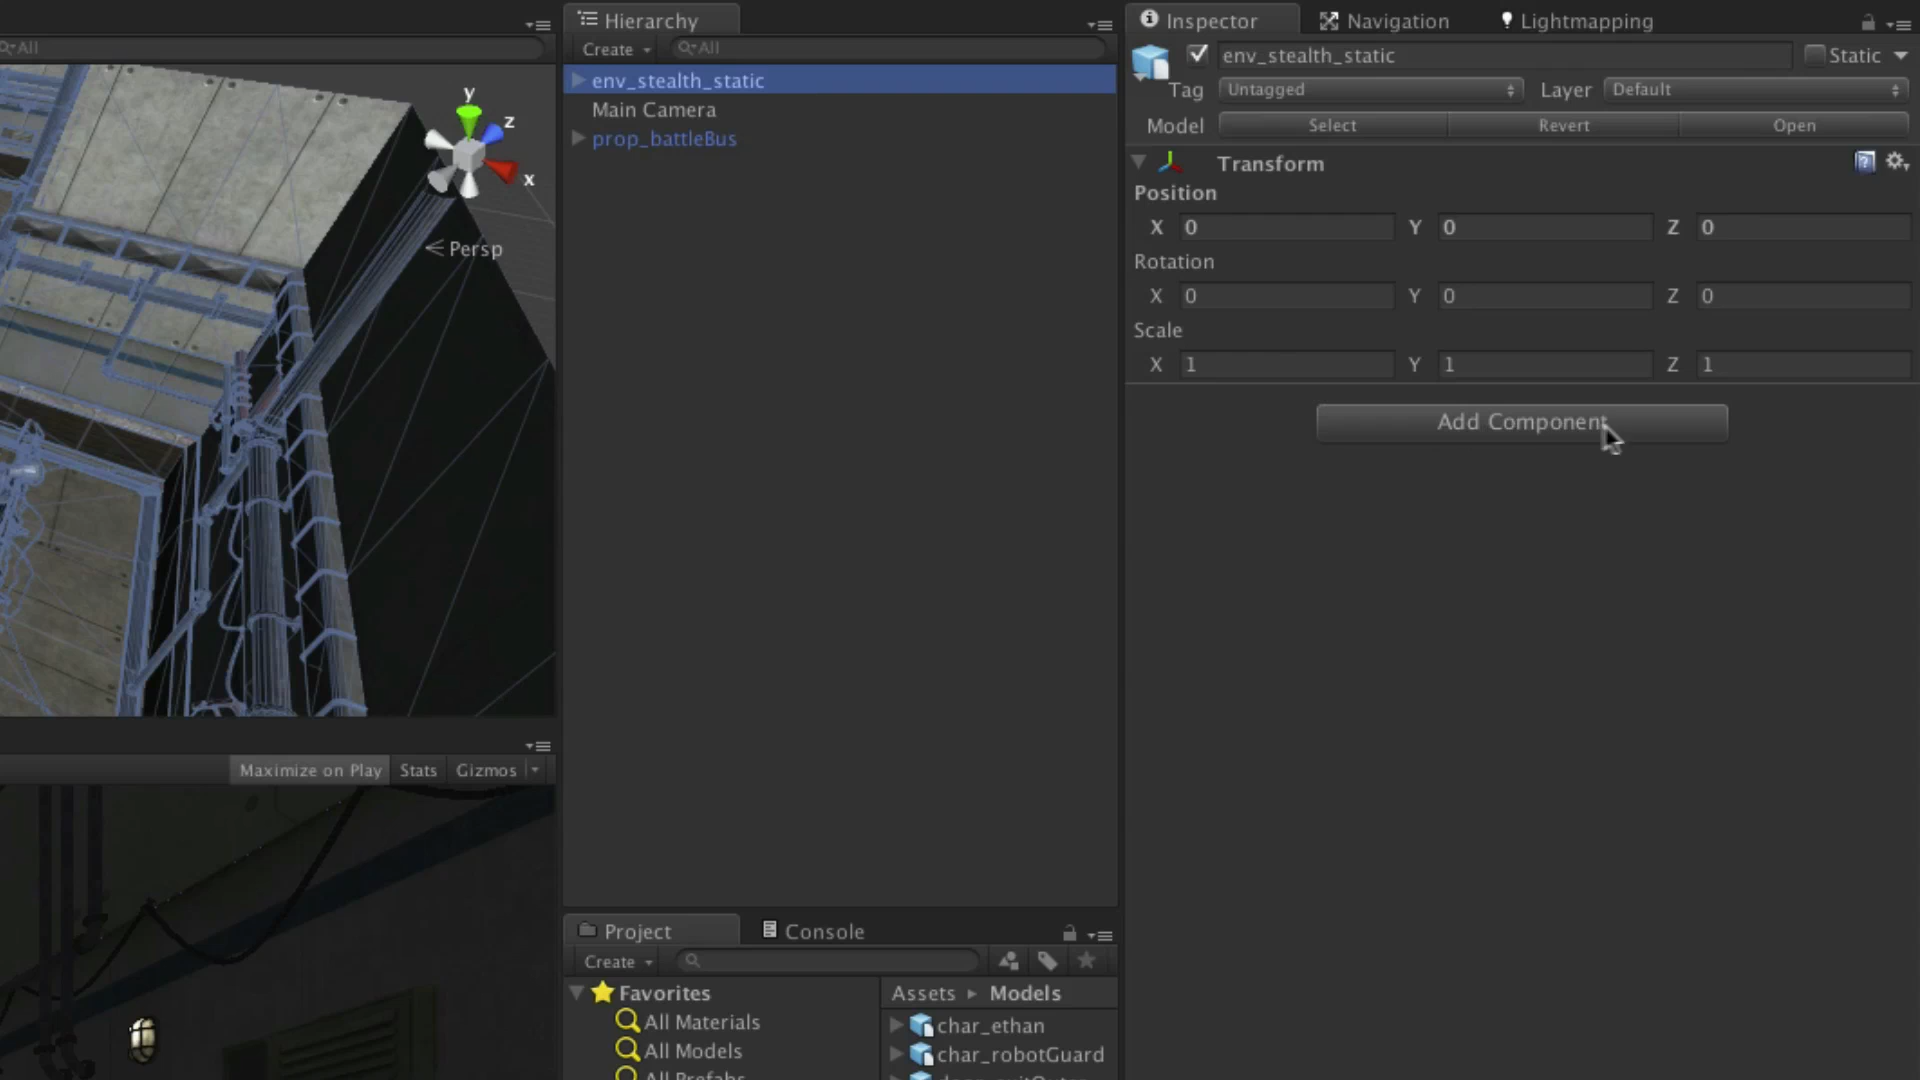 All
y
z
x
Persp
Maximize on Play Stats Gizmos
Hierarchy
Create All
env_stealth_static
Main Camera
prop_battleBus
Project Console
Create
Favorites
All Materials
All Models
All Prefabs
Assets Models
char_ethan
char_robotGuard
Inspector Navigation Lightmapping
env_stealth_static Static
Tag Untagged Layer Default
Model Select Revert Open
Transform
Position
X 0 Y 0 Z 0
Rotation
X 0 Y 0 Z 0
Scale
X 1 Y 1 Z 1
Add Component